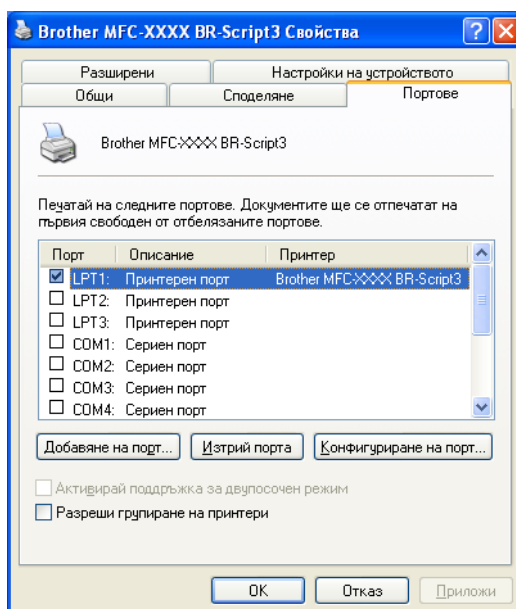 Brother MFC-XXXX BR-Script3 Свойства
Разширени Настройки на устройството
Общи Споделяне Портове
Brother MFC-XXXX BR-Script3
Печатай на следните портове. Документите ще се отпечатат на
първия свободен от отбелязаните портове.
Порт Описание Принтер
LPT1: Принтерен порт Brother MFC-XXXX BR-Script3
LPT2: Принтерен порт
LPT3: Принтерен порт
COM1: Сериен порт
COM2: Сериен порт
COM3: Сериен порт
COM4: Сериен порт
Добавяне на порт... Изтрий порта Конфигуриране на порт...
Активирай поддръжка за двупосочен режим
Разреши групиране на принтери
OK Отказ Приложи